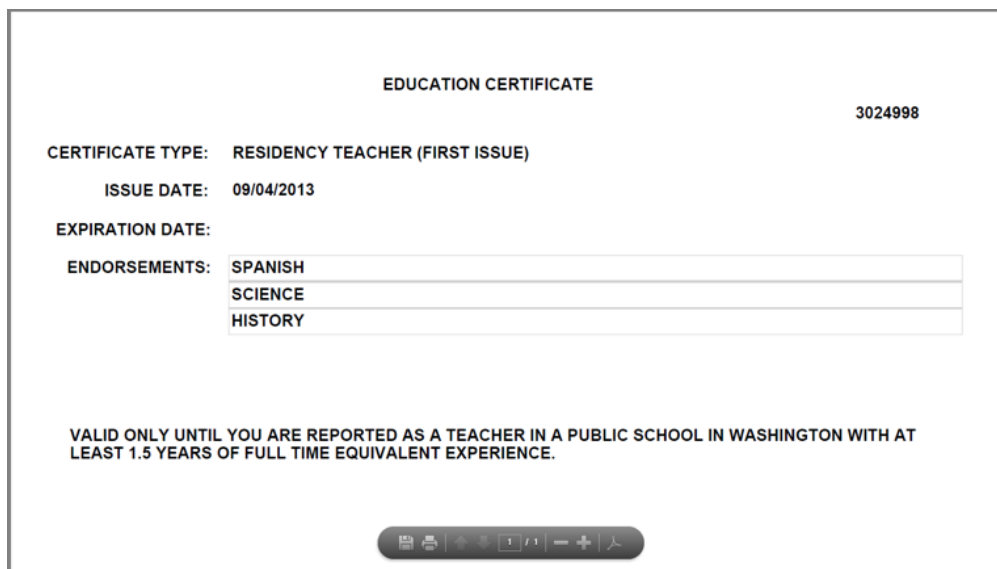 EDUCATION CERTIFICATE
3024998
CERTIFICATE TYPE: RESIDENCY TEACHER (FIRST ISSUE)
ISSUE DATE: 09/04/2013
EXPIRATION DATE:
ENDORSEMENTS: SPANISH
SCIENCE
HISTORY
VALID ONLY UNTIL YOU ARE REPORTED AS A TEACHER IN A PUBLIC SCHOOL IN WASHINGTON WITH AT
LEAST 1.5 YEARS OF FULL TIME EQUIVALENT EXPERIENCE.
1 / 1